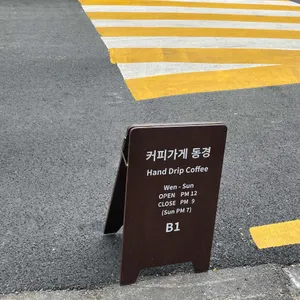 커피가게 동경
Hand Drip Coffee
Wen - Sun
OPEN PM 12
CLOSE PM 9
(Sun PM 7)
B1